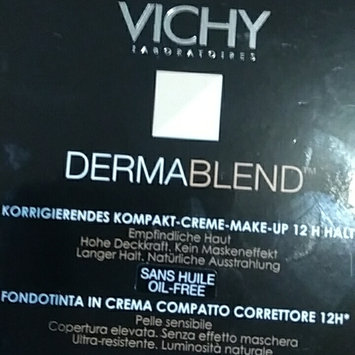 VICHY
LABORATOIRES
DERMABLEND™
KORRIGIERENDES KOMPAKT-CREME-MAKE-UP 12 H HALT
Empfindliche Haut
Hohe Deckkraft. Kein Maskeneffekt
Langer Halt. Natürliche Ausstrahlung
SANS HUILE
OIL-FREE
FONDOTINTA IN CREMA COMPATTO CORRETTORE 12H*
Pelle sensibile
Copertura elevata. Senza effetto maschera
Ultra-resistente. Luminosità naturale